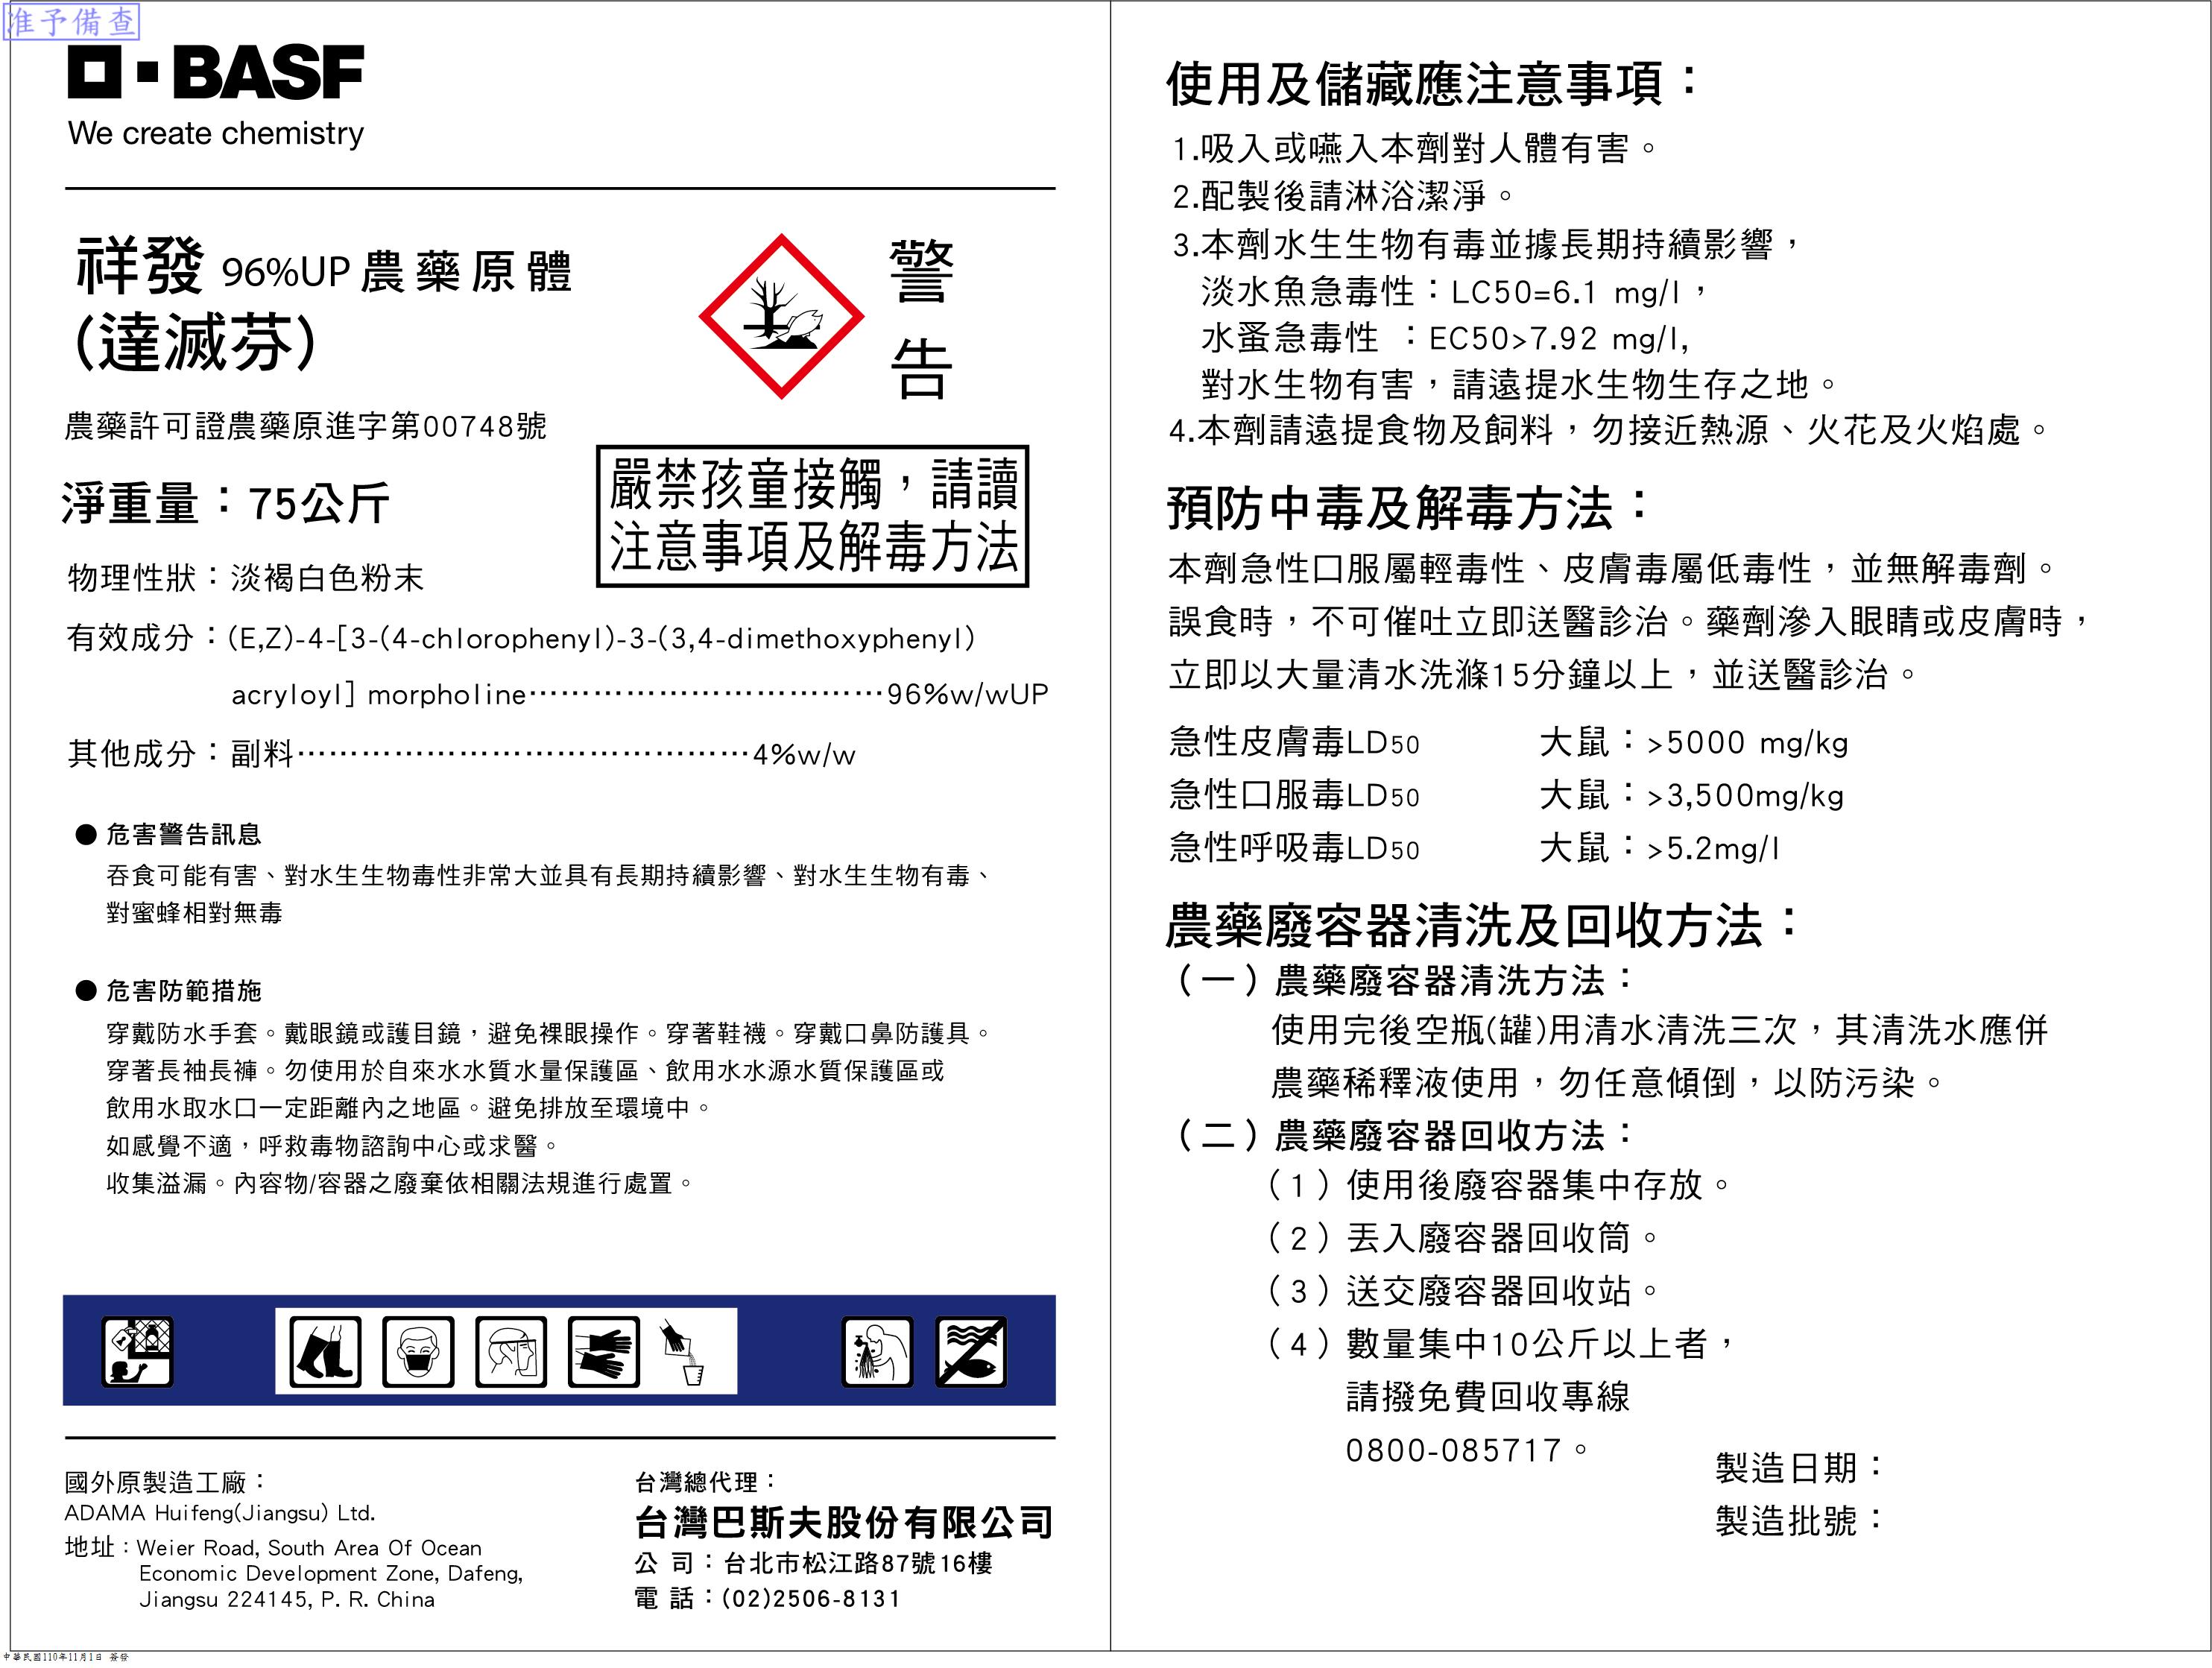 准予備查
BASF
We create chemistry
祥發 96%UP農藥原體
(達滅芬)
警告
農藥許可證農藥原進字第00748號
嚴禁孩童接觸，請讀
注意事項及解毒方法
淨重量：75公斤
物理性狀：淡褐白色粉末
有效成分：(E,Z)-4-[3-(4-chlorophenyl)-3-(3,4-dimethoxyphenyl)
acryloyl] morpholine………………………………96%w/wUP
其他成分：副料………………………………………4%w/w
● 危害警告訊息
吞食可能有害、對水生生物毒性非常大並具有長期持續影響、對水生生物有毒、
對蜜蜂相對無毒
● 危害防範措施
穿戴防水手套。戴眼鏡或護目鏡，避免裸眼操作。穿著鞋襪。穿戴口鼻防護具。
穿著長袖長褲。勿使用於自來水水質水量保護區、飲用水水源水質保護區或
飲用水取水口一定距離內之地區。避免排放至環境中。
如感覺不適，呼救毒物諮詢中心或求醫。
收集溢漏。內容物/容器之廢棄依相關法規進行處置。
國外原製造工廠：
ADAMA Huifeng(Jiangsu) Ltd.
地址：Weier Road, South Area Of Ocean
Economic Development Zone, Dafeng,
Jiangsu 224145, P. R. China
台灣總代理：
台灣巴斯夫股份有限公司
公 司：台北市松江路87號16樓
電 話：(02)2506-8131
使用及儲藏應注意事項：
1.吸入或嚥入本劑對人體有害。
2.配製後請淋浴潔淨。
3.本劑水生生物有毒並據長期持續影響，
淡水魚急毒性：LC50=6.1 mg/l，
水蚤急毒性 ：EC50>7.92 mg/l,
對水生物有害，請遠提水生物生存之地。
4.本劑請遠提食物及飼料，勿接近熱源、火花及火焰處。
預防中毒及解毒方法：
本劑急性口服屬輕毒性、皮膚毒屬低毒性，並無解毒劑。
誤食時，不可催吐立即送醫診治。藥劑滲入眼睛或皮膚時，
立即以大量清水洗滌15分鐘以上，並送醫診治。
急性皮膚毒LD50 大鼠：>5000 mg/kg
急性口服毒LD50 大鼠：>3,500mg/kg
急性呼吸毒LD50 大鼠：>5.2mg/l
農藥廢容器清洗及回收方法：
（一）農藥廢容器清洗方法：
使用完後空瓶(罐)用清水清洗三次，其清洗水應併
農藥稀釋液使用，勿任意傾倒，以防污染。
（二）農藥廢容器回收方法：
（1）使用後廢容器集中存放。
（2）丟入廢容器回收筒。
（3）送交廢容器回收站。
（4）數量集中10公斤以上者，
請撥免費回收專線
0800-085717。
製造日期：
製造批號：
中華民國110年11月1日 簽發